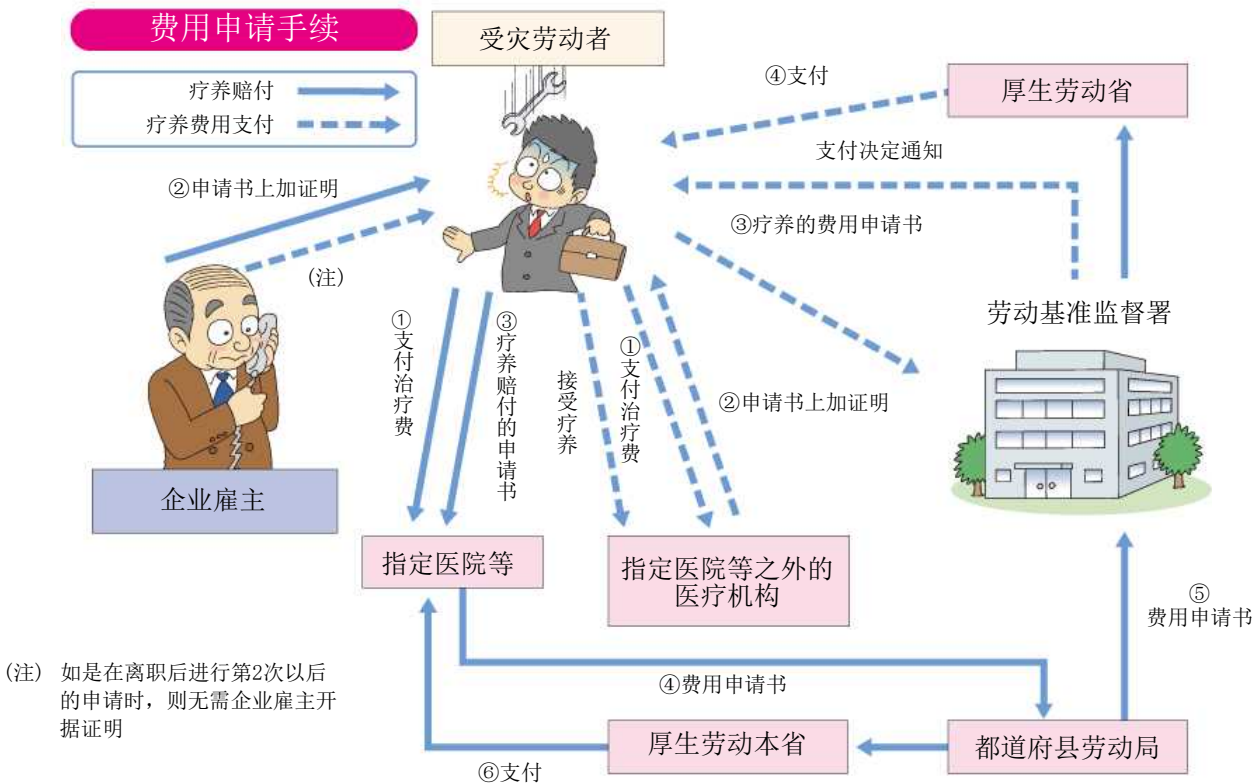 费用申请手续
受灾劳动者
疗养赔付
疗养费用支付
④支付
厚生劳动省
支付决定通知
②申请书上加证明
③疗养的费用申请书
(注)
劳动基准监督署
①支付治疗费
③疗养赔付的申请书
接受疗养
①支付治疗费
②申请书上加证明
企业雇主
指定医院等
指定医院等之外的
医疗机构
⑤
费用申请书
(注) 如是在离职后进行第2次以后
的申请时，则无需企业雇主开
据证明
④费用申请书
厚生劳动本省
都道府县劳动局
⑥支付